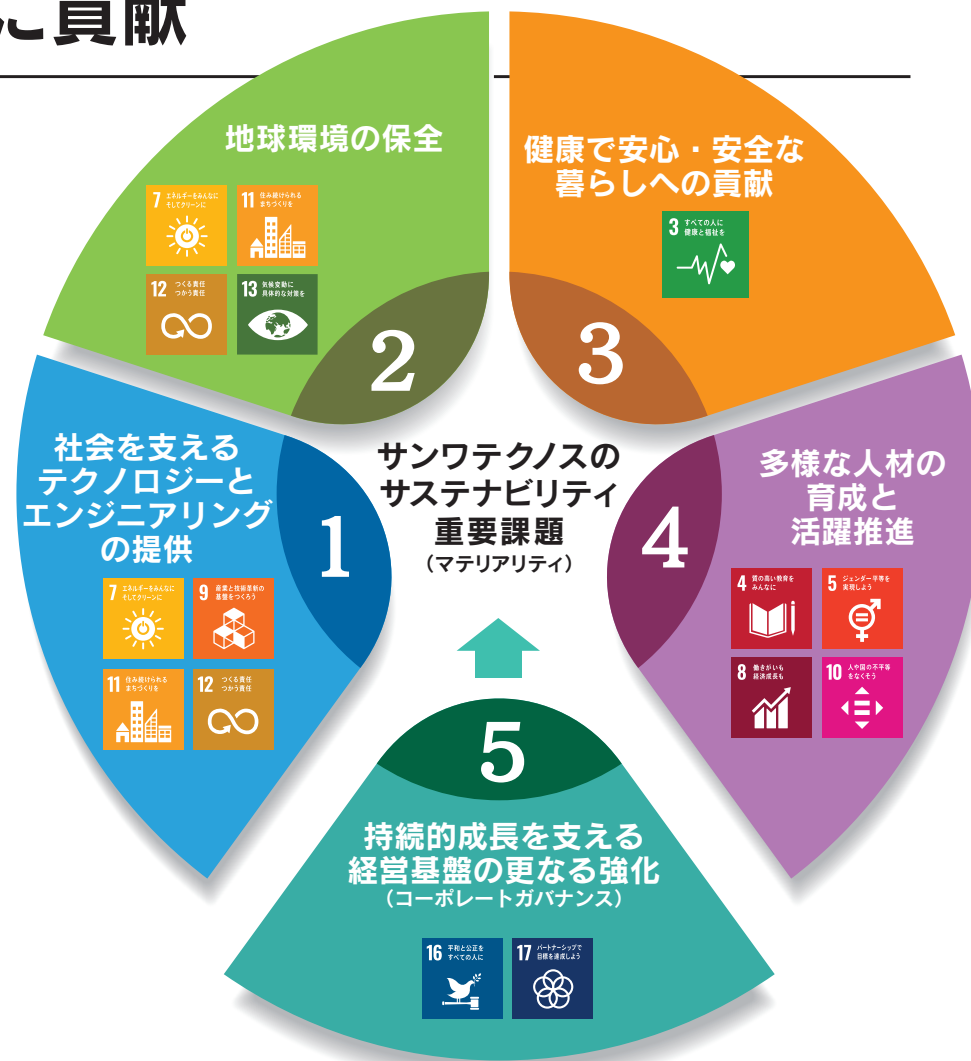 に貢献
地球環境の保全
7 エネルギーをみんなに
そしてクリーンに
11 住み続けられる
まちづくりを
12 つくる責任
つかう責任
13 気候変動に
具体的な対策を
2
健康で安心・安全な
暮らしへの貢献
3 すべての人に
健康と福祉を
3
社会を支える
テクノロジーと
エンジニアリング
の提供
7 エネルギーをみんなに
そしてクリーンに
9 産業と技術革新の
基盤をつくろう
11 住み続けられる
まちづくりを
12 つくる責任
つかう責任
1
サンワテクノスの
サステナビリティ
重要課題
（マテリアリティ）
4
多様な人材の
育成と
活躍推進
4 質の高い教育を
みんなに
5 ジェンダー平等を
実現しよう
8 働きがいも
経済成長も
10 人や国の不平等
をなくそう
5
持続的成長を支える
経営基盤の更なる強化
（コーポレートガバナンス）
16 平和と公正を
すべての人に
17 パートナーシップで
目標を達成しよう